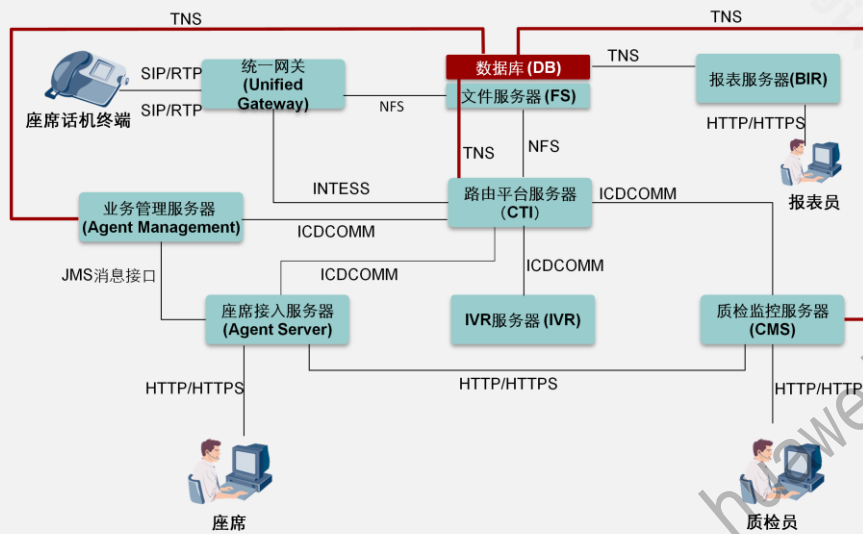 TNS
TNS
SIP/RTP
SIP/RTP
座席话机终端
统一网关
(Unified
Gateway)
NFS
数据库 (DB)
文件服务器 (FS)
TNS
报表服务器(BIR)
HTTP/HTTPS
报表员
TNS
NFS
INTESS
业务管理服务器
(Agent Management)
ICDCOMM
路由平台服务器
(CTI)
ICDCOMM
JMS消息接口
ICDCOMM
ICDCOMM
座席接入服务器
(Agent Server)
IVR服务器 (IVR)
质检监控服务器
(CMS)
HTTP/HTTPS
HTTP/HTTPS
HTTP/HTTP
座席
质检员
huawe